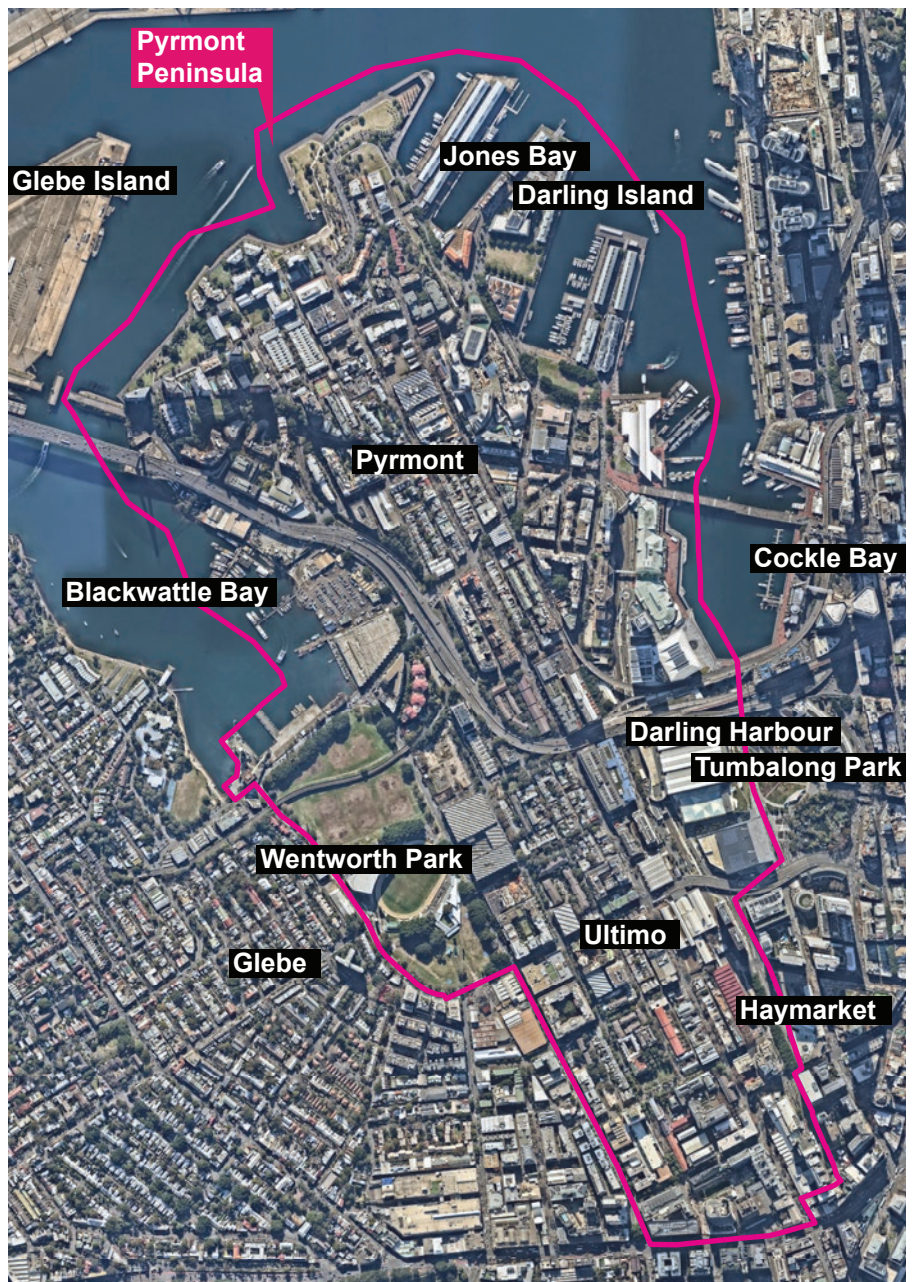 Pyrmont
Peninsula
Jones Bay
Glebe Island
Darling Island
Pyrmont
Cockle Bay
Blackwattle Bay
Darling Harbour
Tumbalong Park
Wentworth Park
Ultimo
Glebe
Haymarket